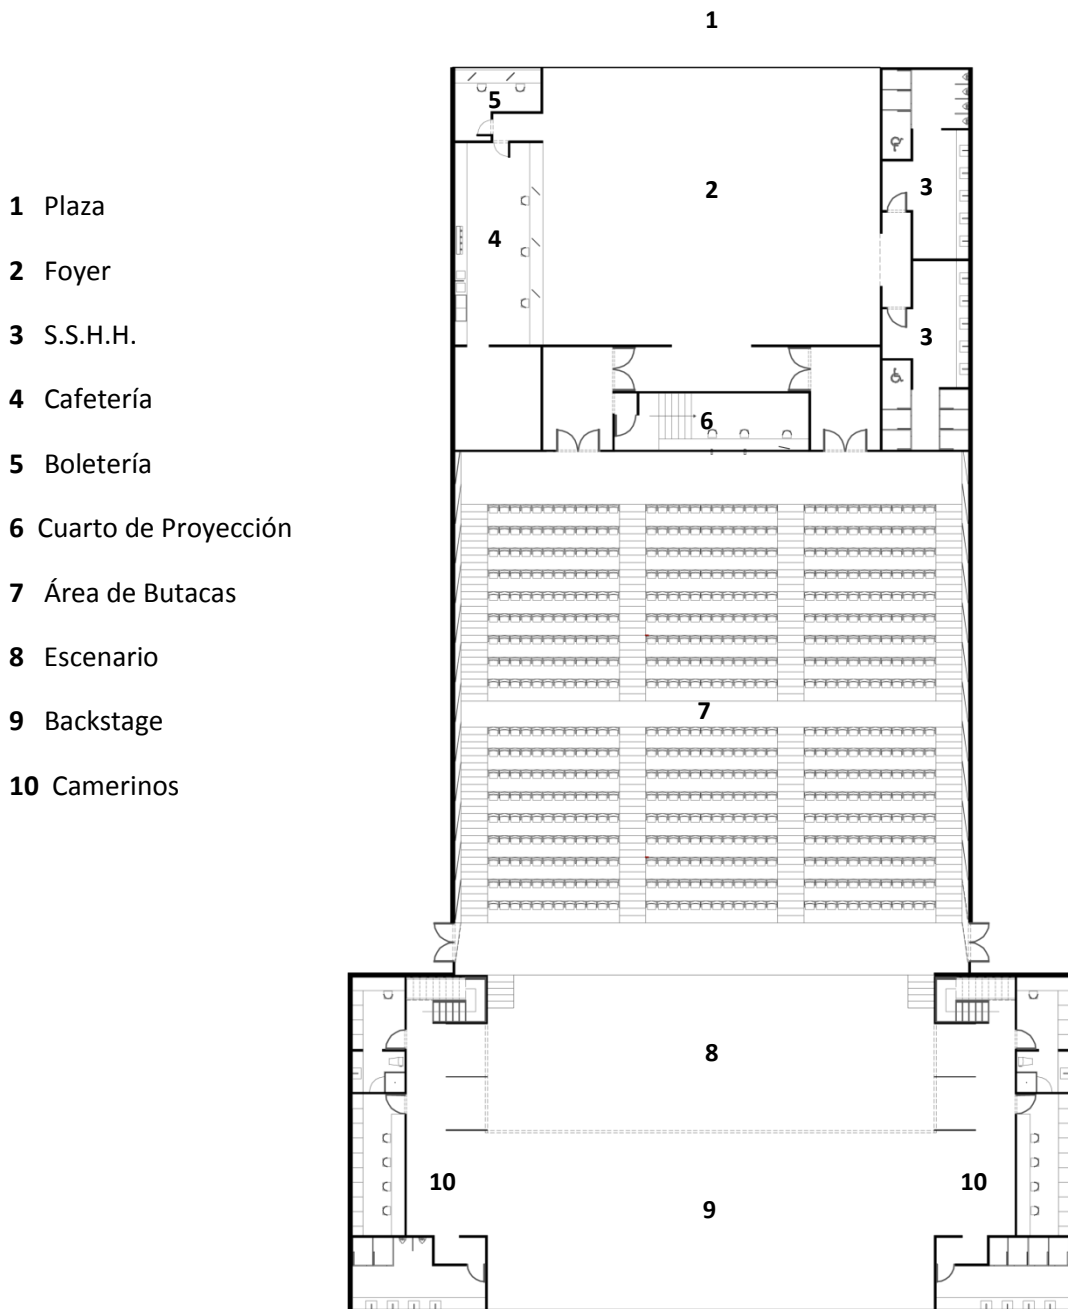 1
5
2
3
4
3
6
7
8
10
10
9
1 Plaza
2 Foyer
3 S.S.H.H.
4 Cafetería
5 Boletería
6 Cuarto de Proyección
7 Área de Butacas
8 Escenario
9 Backstage
10 Camerinos